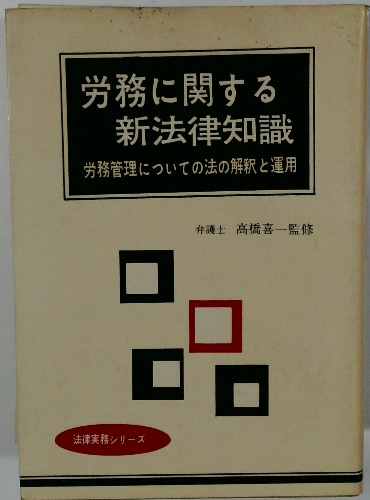 労務に関する
新法律知識
労務管理についての法の解釈と運用
弁護士 高橋喜一監修
法律実務シリーズ